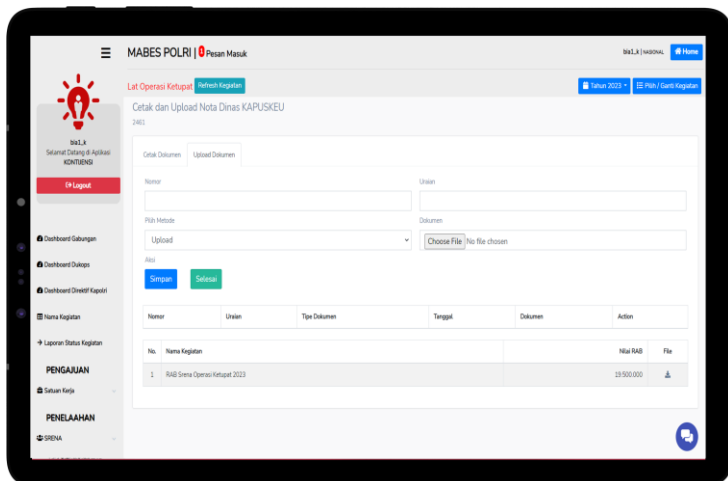 MABES POLRI | 0 Pesan Masuk
bia1_k | NASIONAL
Home
Lat Operasi Ketupat
Refresh Kegiatan
Tahun 2023
Pilih / Ganti Kegiatan
bia1_k
Selamat Datang di Aplikasi
KONTIJENSI
Logout
Dashboard Gabungan
Dashboard Dukops
Dashboard Direktif Kapolri
Nama Kegiatan
Laporan Status Kegiatan
PENGAJUAN
Satuan Kerja
PENELAAHAN
SRENA
Cetak dan Upload Nota Dinas KAPUSKEU
2461
Cetak Dokumen
Upload Dokumen
Nomor
Uraian
Pilih Metode
Dokumen
Upload
Choose File No file chosen
Aksi
Simpan
Selesai
Nomor Uraian Tipe Dokumen Tanggal Dokumen Action
No. Nama Kegiatan Nilai RAB File
1 RAB Srena Operasi Ketupat 2023 19.500.000